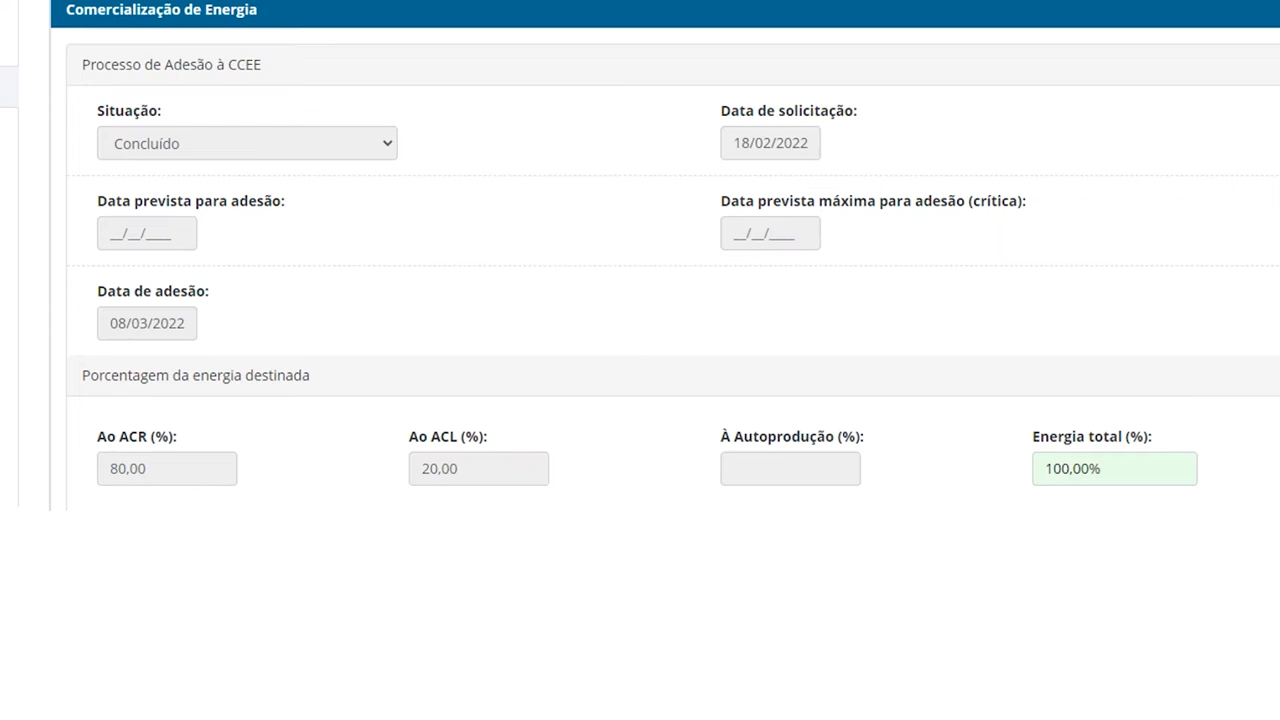 Comercialização de Energia
Processo de Adesão à CCEE
Situação: Data de solicitação:
Concluído 18/02/2022
Data prevista para adesão: Data prevista máxima para adesão (crítica):
__/__/____ __/__/____
Data de adesão:
08/03/2022
Porcentagem da energia destinada
Ao ACR (%): Ao ACL (%): À Autoprodução (%): Energia total (%):
80,00 20,00 100,00%